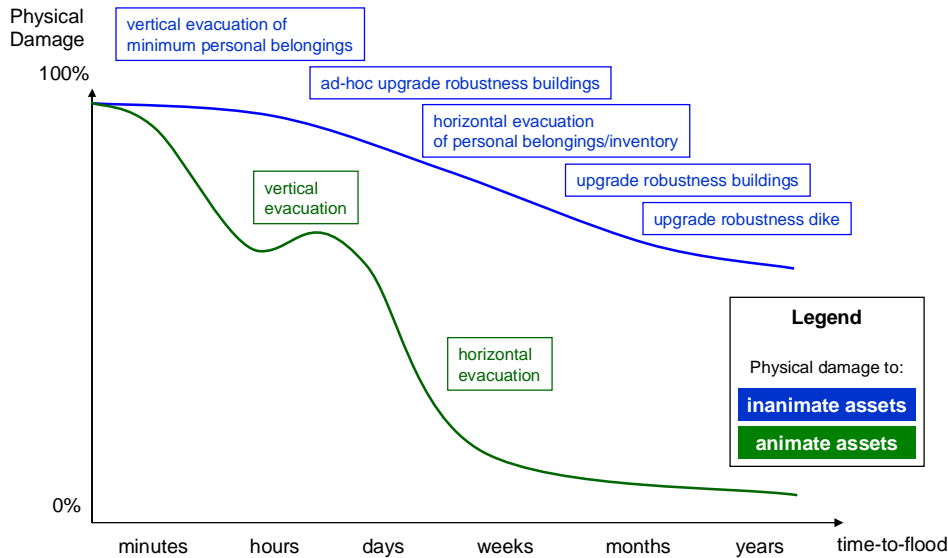 Physical
Damage
100%
vertical evacuation of
minimum personal belongings
ad-hoc upgrade robustness buildings
horizontal evacuation
of personal belongings/inventory
upgrade robustness buildings
upgrade robustness dike
vertical
evacuation
horizontal
evacuation
Legend
Physical damage to:
inanimate assets
animate assets
0%
minutes
hours
days
weeks
months
years
time-to-flood